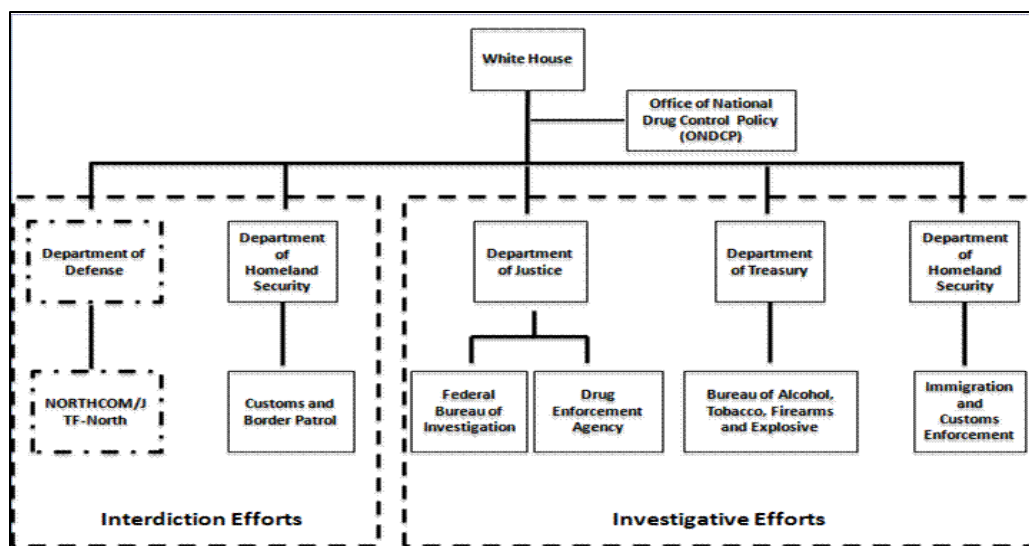 White House
Office of National
Drug Control Policy
(ONDCP)
Department of
Defense
Department
of
Homeland
Security
Department
of Justice
Department
of Treasury
Department
of
Homeland
Security
NORTHCOM/J
TF-North
Customs and
Border Patrol
Federal
Bureau of
Investigation
Drug
Enforcement
Agency
Bureau of Alcohol,
Tobacco, Firearms
and Explosive
Immigration
and
Customs
Enforcement
Interdiction Efforts
Investigative Efforts